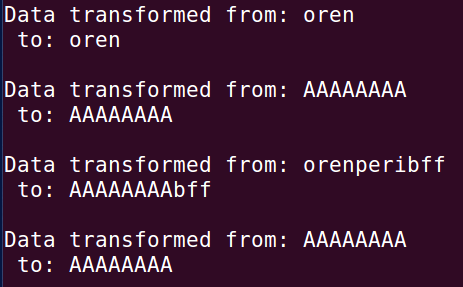 Data transformed from: oren
 to: oren

Data transformed from: AAAAAAAA
 to: AAAAAAAA

Data transformed from: orenperibff
 to: AAAAAAAAbff

Data transformed from: AAAAAAAA
 to: AAAAAAAA